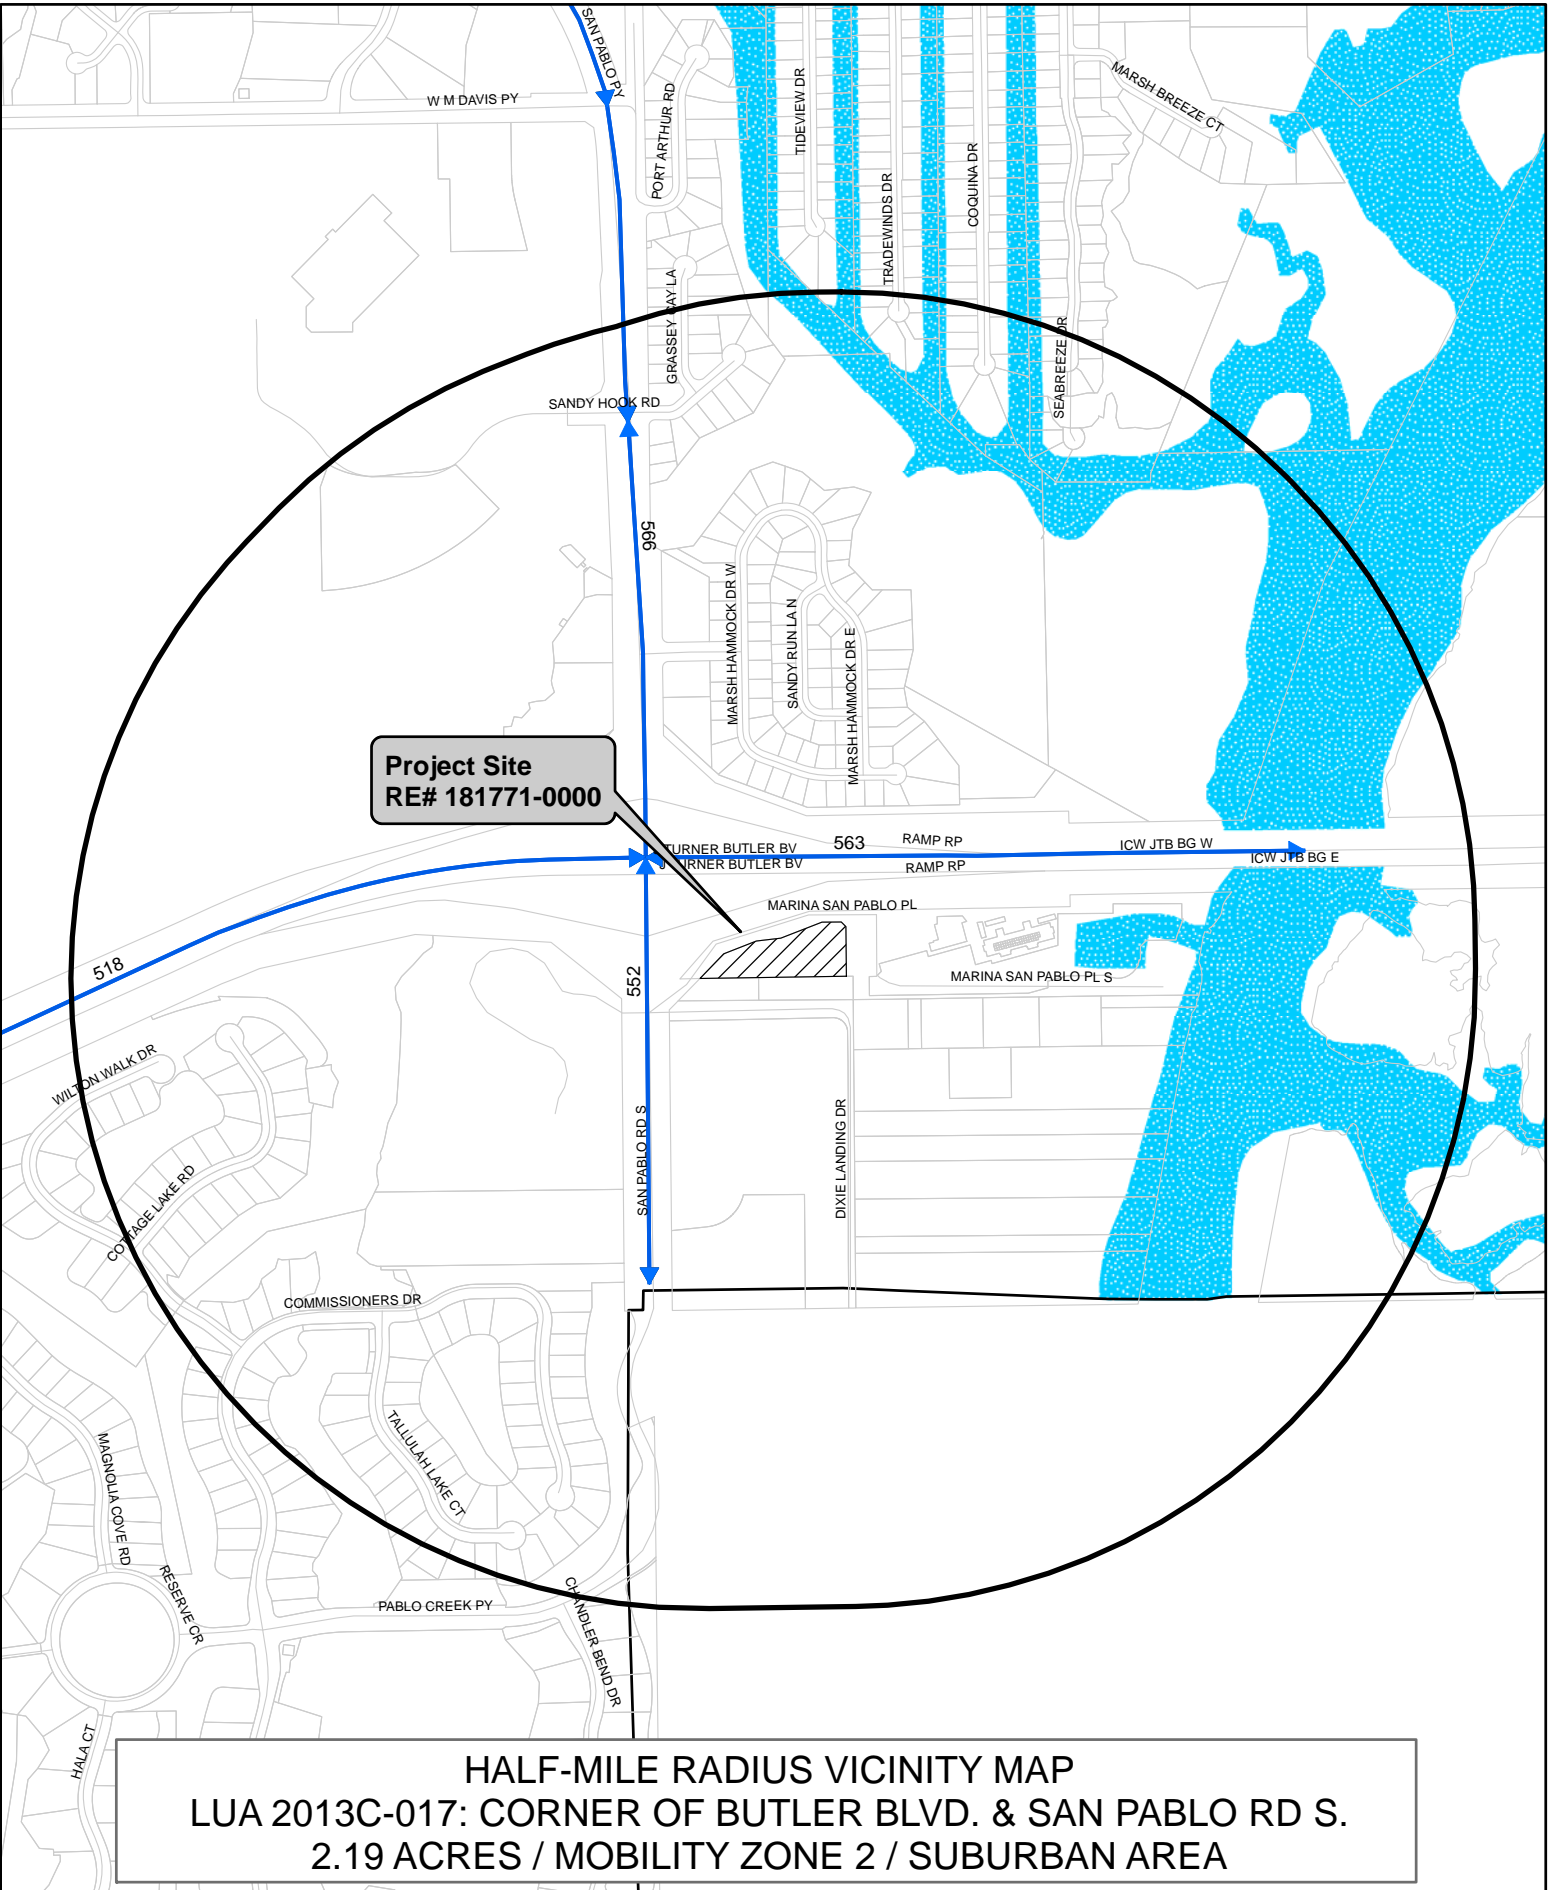 SAN PABLO PY
W M DAVIS PY
PORT ARTHUR RD
TIDEVIEW DR
TRADEWINDS DR
COQUINA DR
MARSH BREEZE CT
GRASSEY CAY LA
SEABREEZE DR
SANDY HOOK RD
566
MARSH HAMMOCK DR W
SANDY RUN LA N
MARSH HAMMOCK DR E
Project Site
RE# 181771-0000
TURNER BUTLER BV
563
RAMP RP
ICW JTB BG W
J TURNER BUTLER BV
RAMP RP
ICW JTB BG E
MARINA SAN PABLO PL
518
552
MARINA SAN PABLO PL S
WILTON WALK DR
COTTAGE LAKE RD
SAN PABLO RD S
DIXIE LANDING DR
COMMISSIONERS DR
TALLULAH LAKE CT
MAGNOLIA COVE RD
RESERVE CR
PABLO CREEK PY
CHANDLER BEND DR
HALA CT
HALF-MILE RADIUS VICINITY MAP
LUA 2013C-017: CORNER OF BUTLER BLVD. & SAN PABLO RD S.
2.19 ACRES / MOBILITY ZONE 2 / SUBURBAN AREA